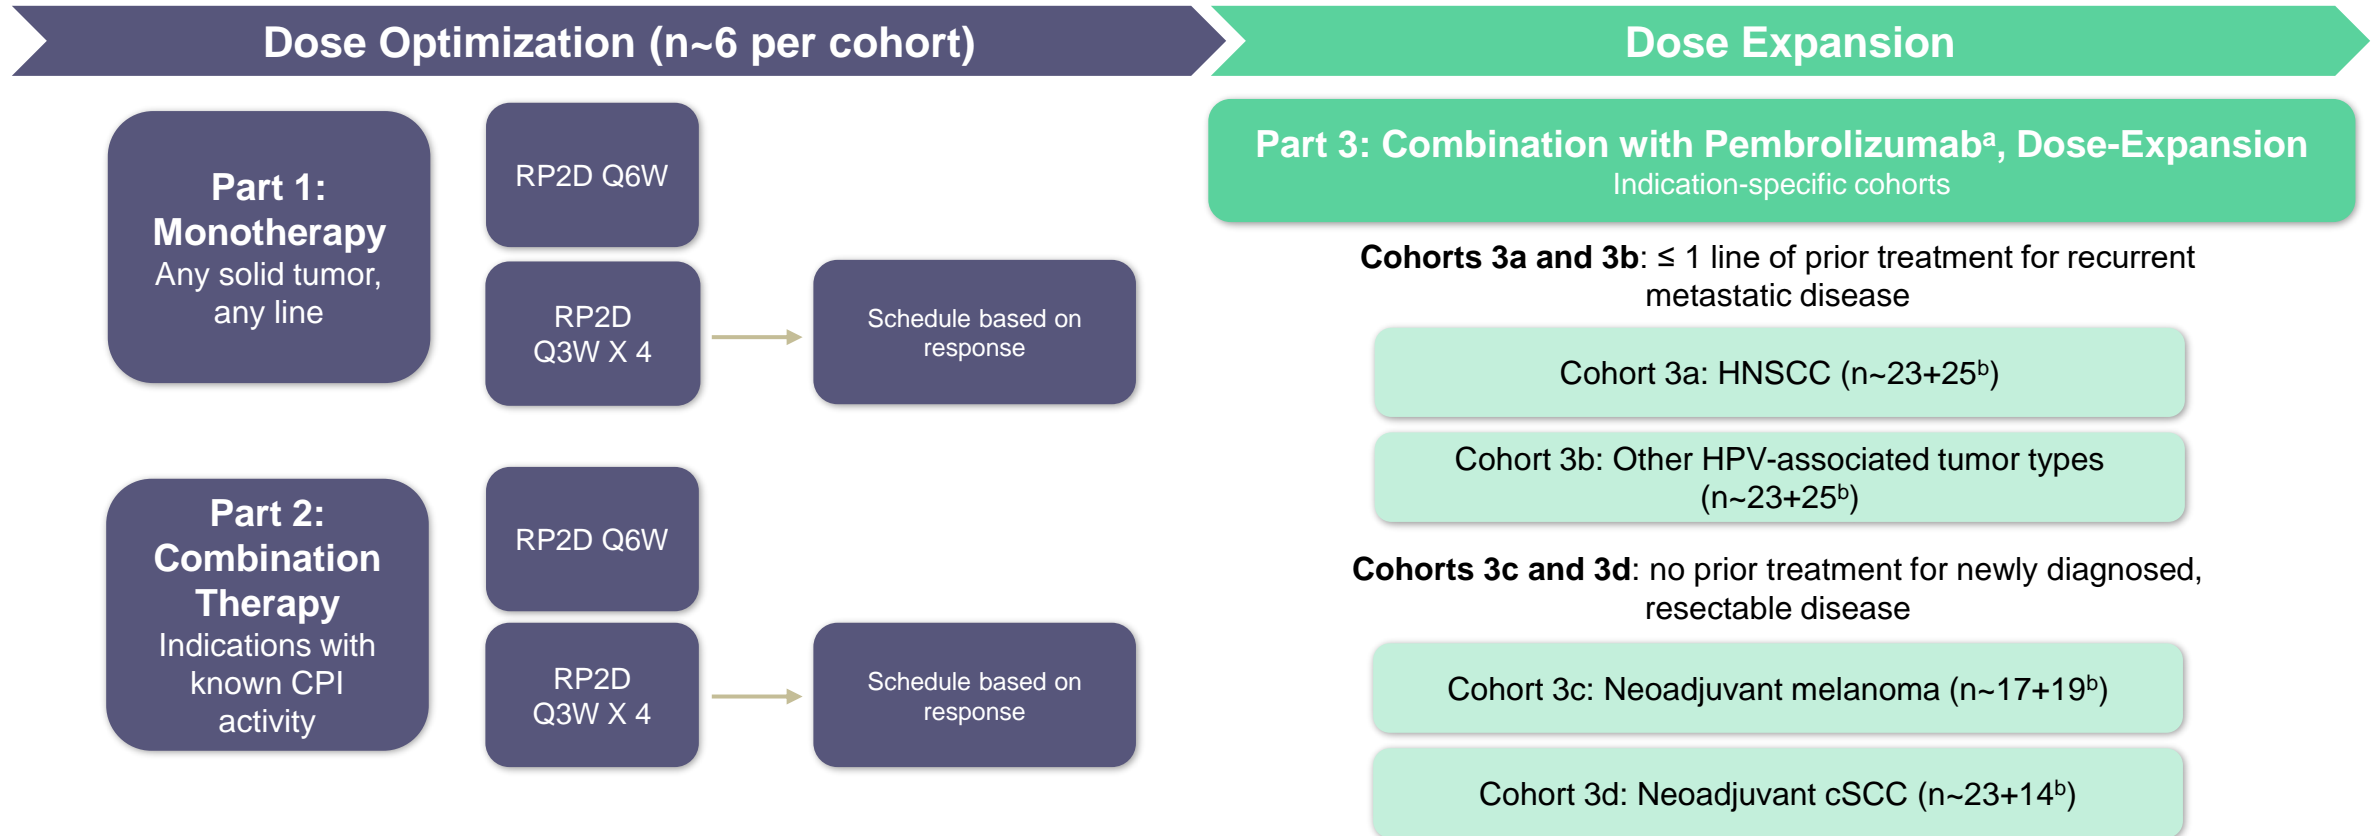 Dose Optimization (n~6 per cohort)
Dose Expansion
Part 1:
Monotherapy
Any solid tumor,
any line
RP2D Q6W
RP2D
Q3W X 4
Schedule based on
response
Part 2:
Combination
Therapy
Indications with
known CPI
activity
RP2D Q6W
RP2D
Q3W X 4
Schedule based on
response
Part 3: Combination with Pembrolizumabᵃ, Dose-Expansion
Indication-specific cohorts
Cohorts 3a and 3b: ≤ 1 line of prior treatment for recurrent
metastatic disease
Cohort 3a: HNSCC (n~23+25ᵇ)
Cohort 3b: Other HPV-associated tumor types
(n~23+25ᵇ)
Cohorts 3c and 3d: no prior treatment for newly diagnosed,
resectable disease
Cohort 3c: Neoadjuvant melanoma (n~17+19ᵇ)
Cohort 3d: Neoadjuvant cSCC (n~23+14ᵇ)